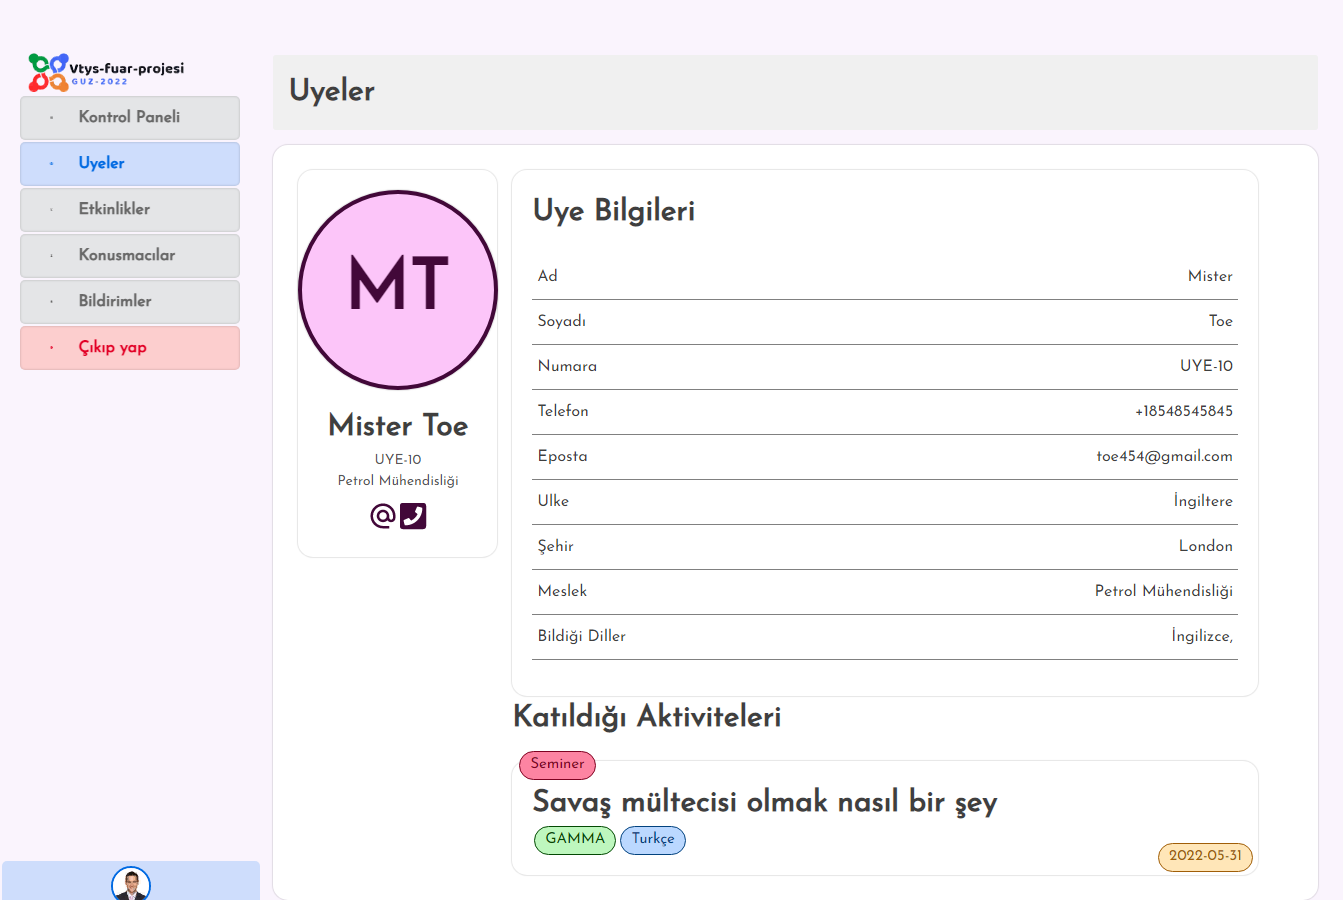 Vtys-fuar-projesi
GUZ-2022
Kontrol Paneli
Uyeler
Etkinlikler
Konusmacılar
Bildirimler
Çıkıp yap
Uyeler
MT
Mister Toe
UYE-10
Petrol Mühendisliği
Uye Bilgileri
Ad Mister
Soyadı Toe
Numara UYE-10
Telefon +18548545845
Eposta toe454@gmail.com
Ulke İngiltere
Şehir London
Meslek Petrol Mühendisliği
Bildiği Diller İngilizce,
Katıldığı Aktiviteleri
Seminer
Savaş mültecisi olmak nasıl bir şey
GAMMA Turkçe
2022-05-31